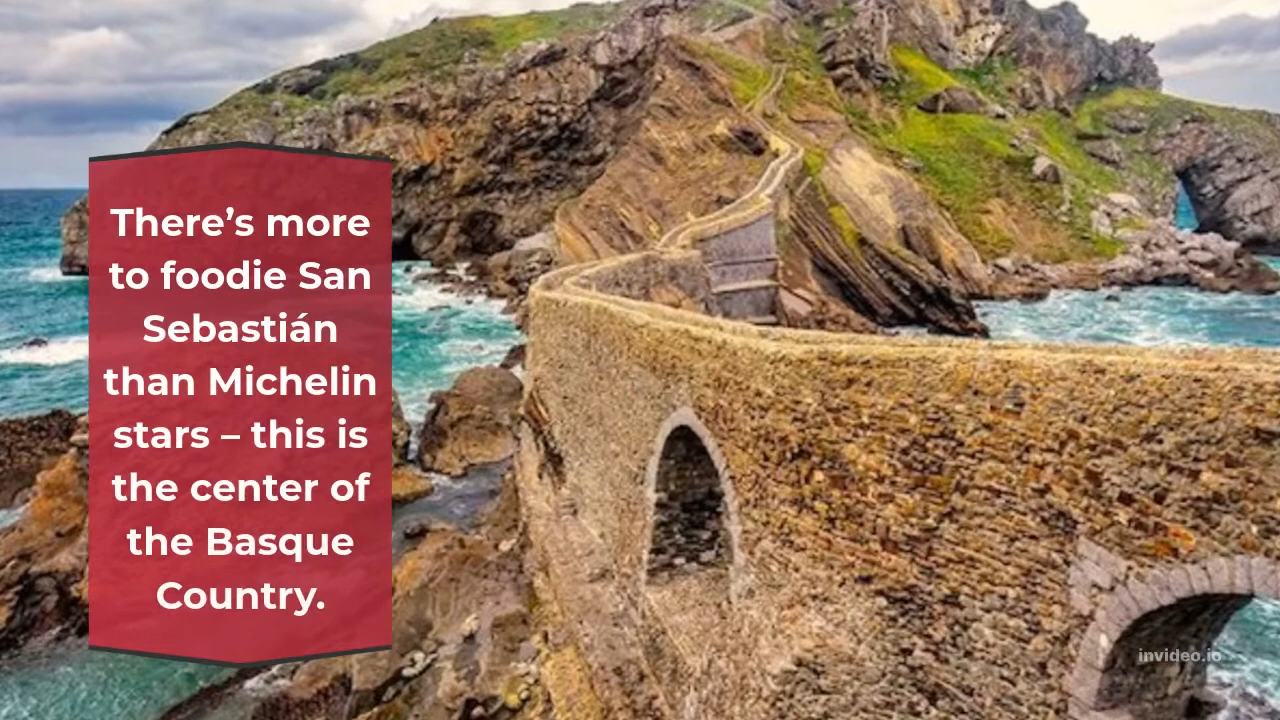 There’s more
to foodie San
Sebastián
than Michelin
stars – this is
the center of
the Basque
Country.
invideo.io